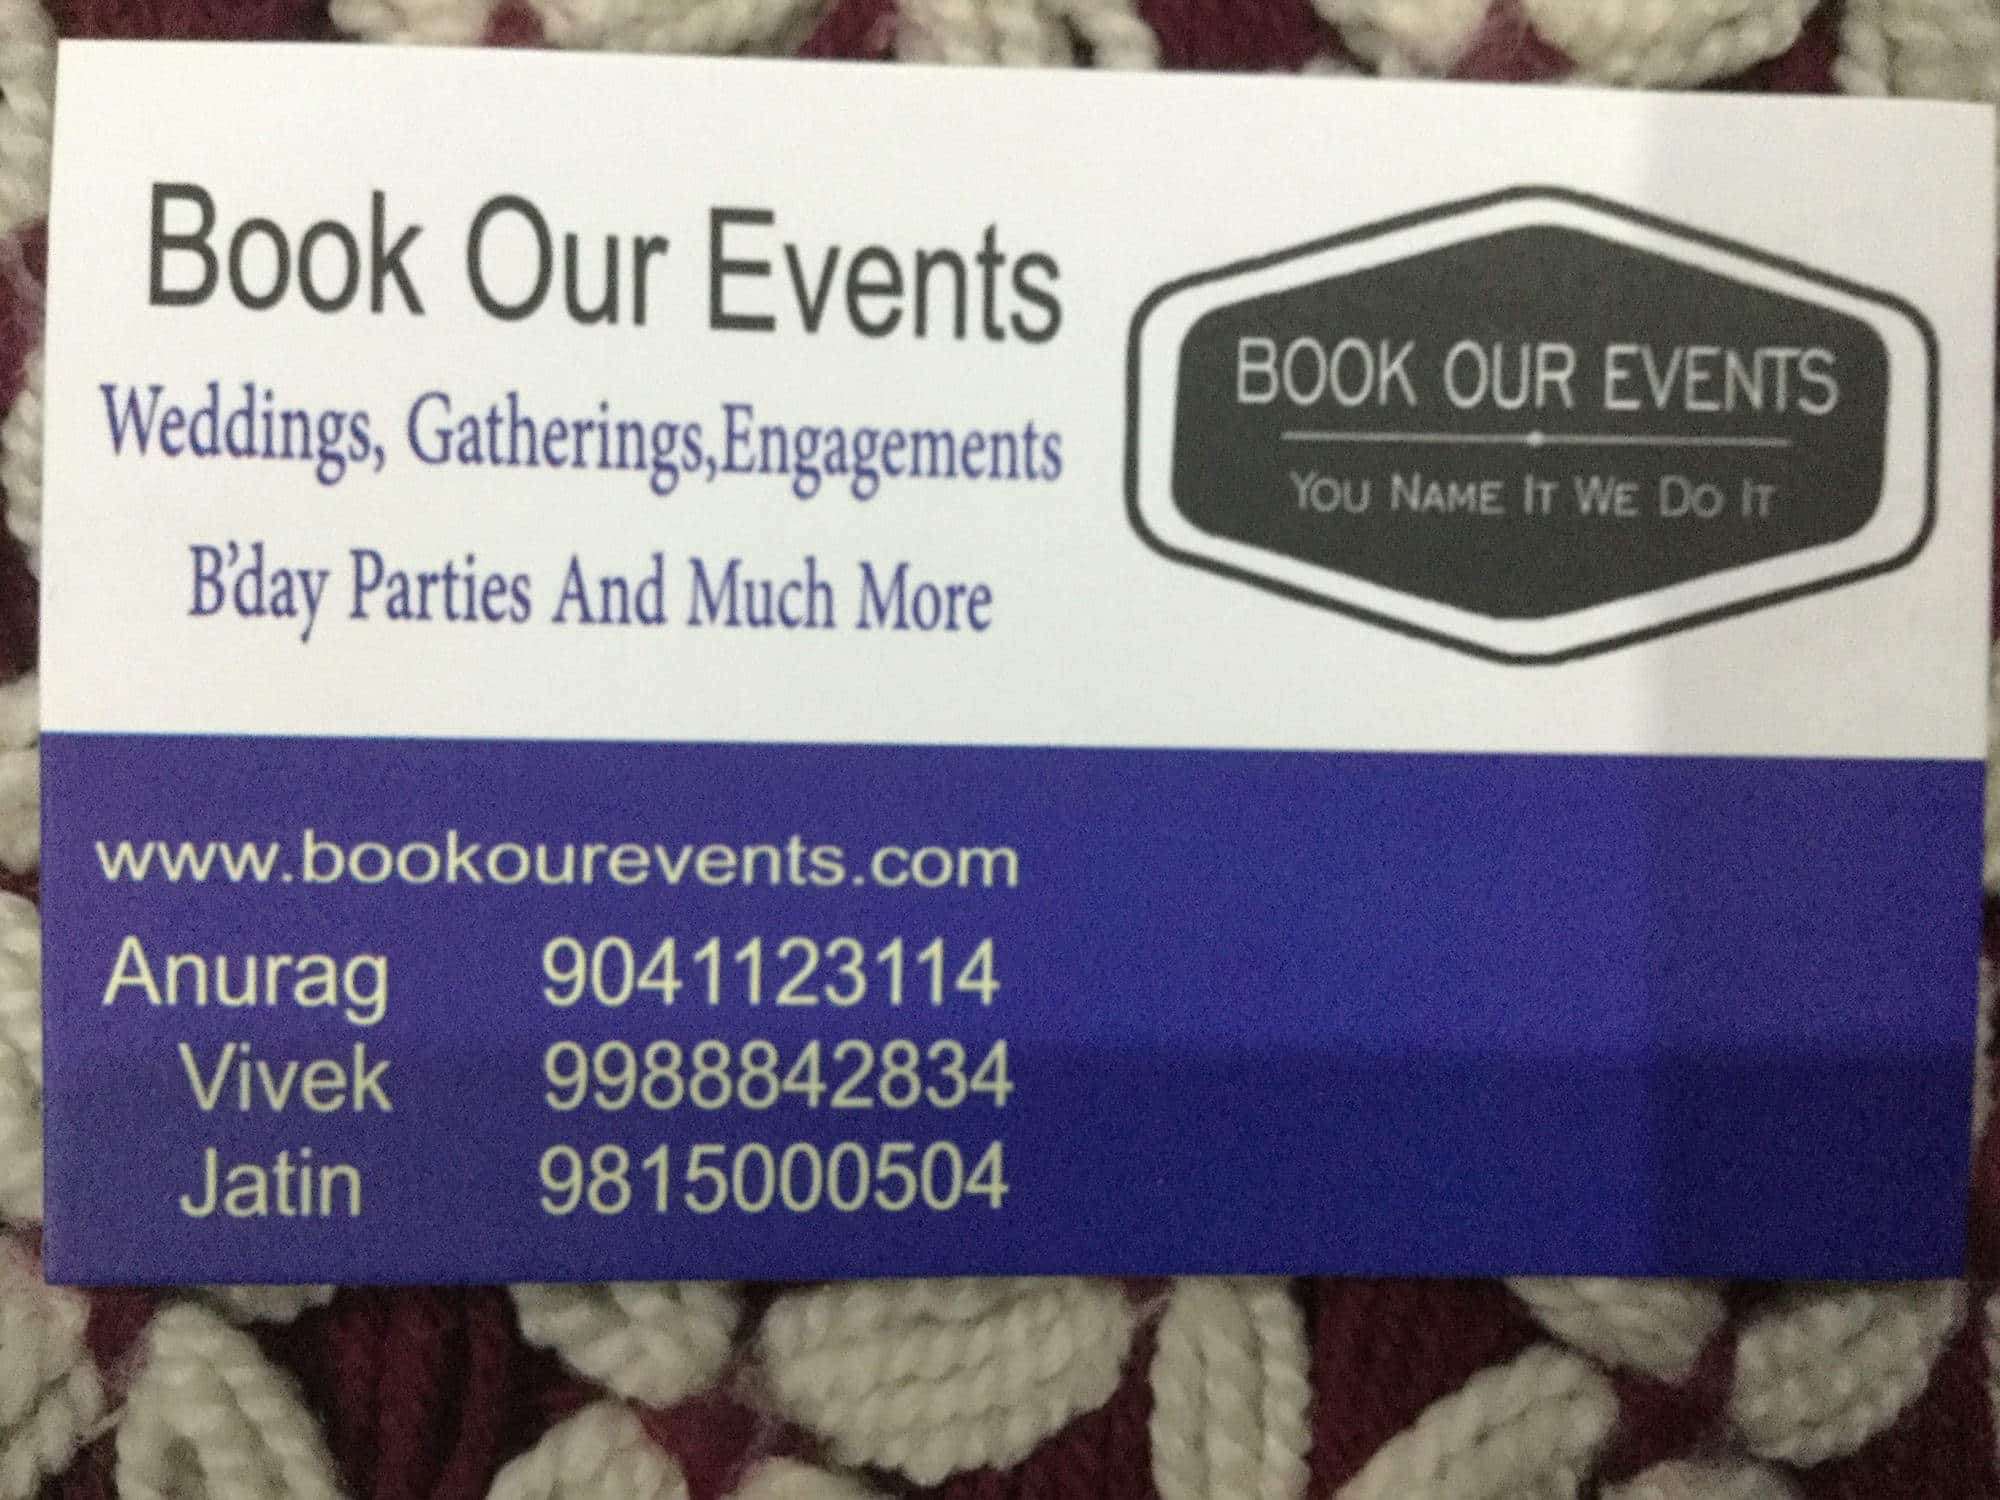 Book Our Events
Weddings, Gatherings,Engagements
B'day Parties And Much More
BOOK OUR EVENTS
YOU NAME IT WE DO IT
www.bookourevents.com
Anurag 9041123114
Vivek 9988842834
Jatin 9815000504